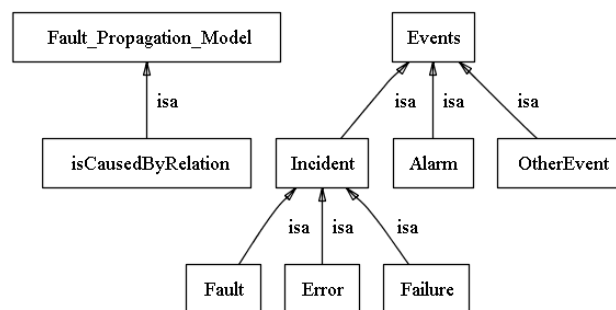 Fault_Propagation_Model
Events
isa
isa
isa
isa
isCausedByRelation
Incident
Alarm
OtherEvent
isa
isa
isa
Fault
Error
Failure